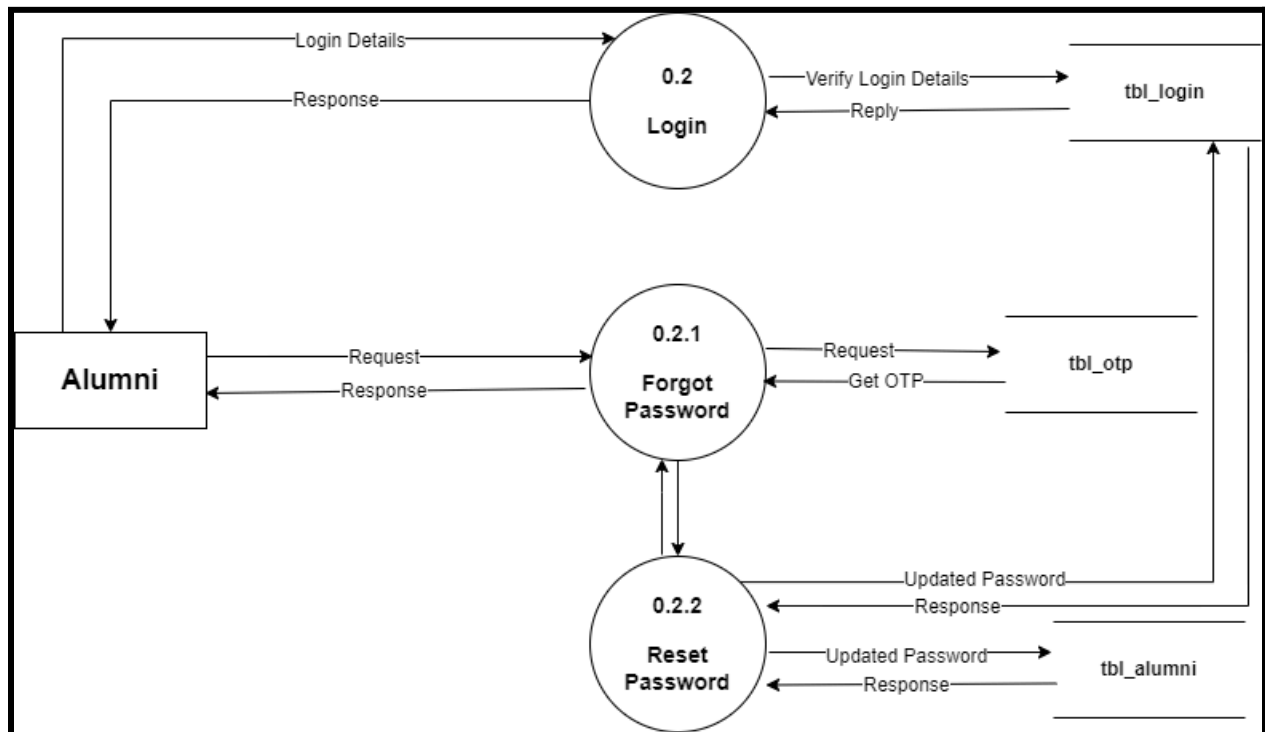 Login Details
0.2
Login
Verify Login Details
tbl_login
Response
Reply
Alumni
Request
Response
0.2.1
Forgot
Password
Request
Get OTP
tbl_otp
0.2.2
Reset
Password
Updated Password
Response
Updated Password
Response
tbl_alumni